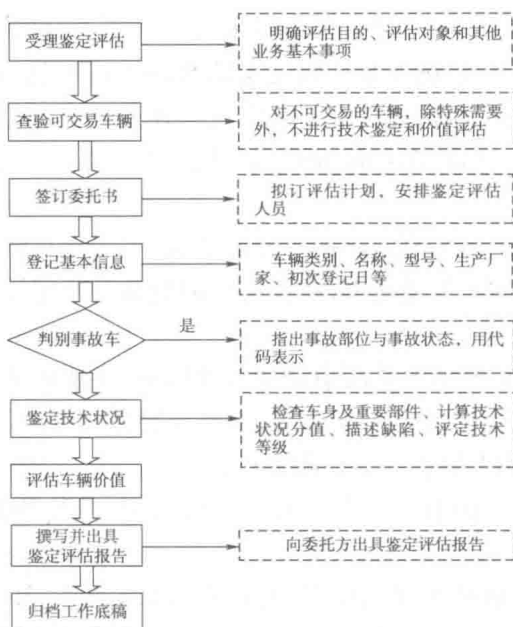 受理鉴定评估
明确评估目的、评估对象和其他
业务基本事项
查验可交易车辆
对不可交易的车辆，除特殊需要
外，不进行技术鉴定和价值评估
签订委托书
拟订评估计划，安排鉴定评估
人员
登记基本信息
车辆类别、名称、型号、生产厂
家、初次登记日等
判别事故车
是
指出事故部位与事故状态，用代
码表示
鉴定技术状况
检查车身及重要部件、计算技术
状况分值、描述缺陷、评定技术
等级
评估车辆价值
撰写并出具
鉴定评估报告
向委托方出具鉴定评估报告
归档工作底稿